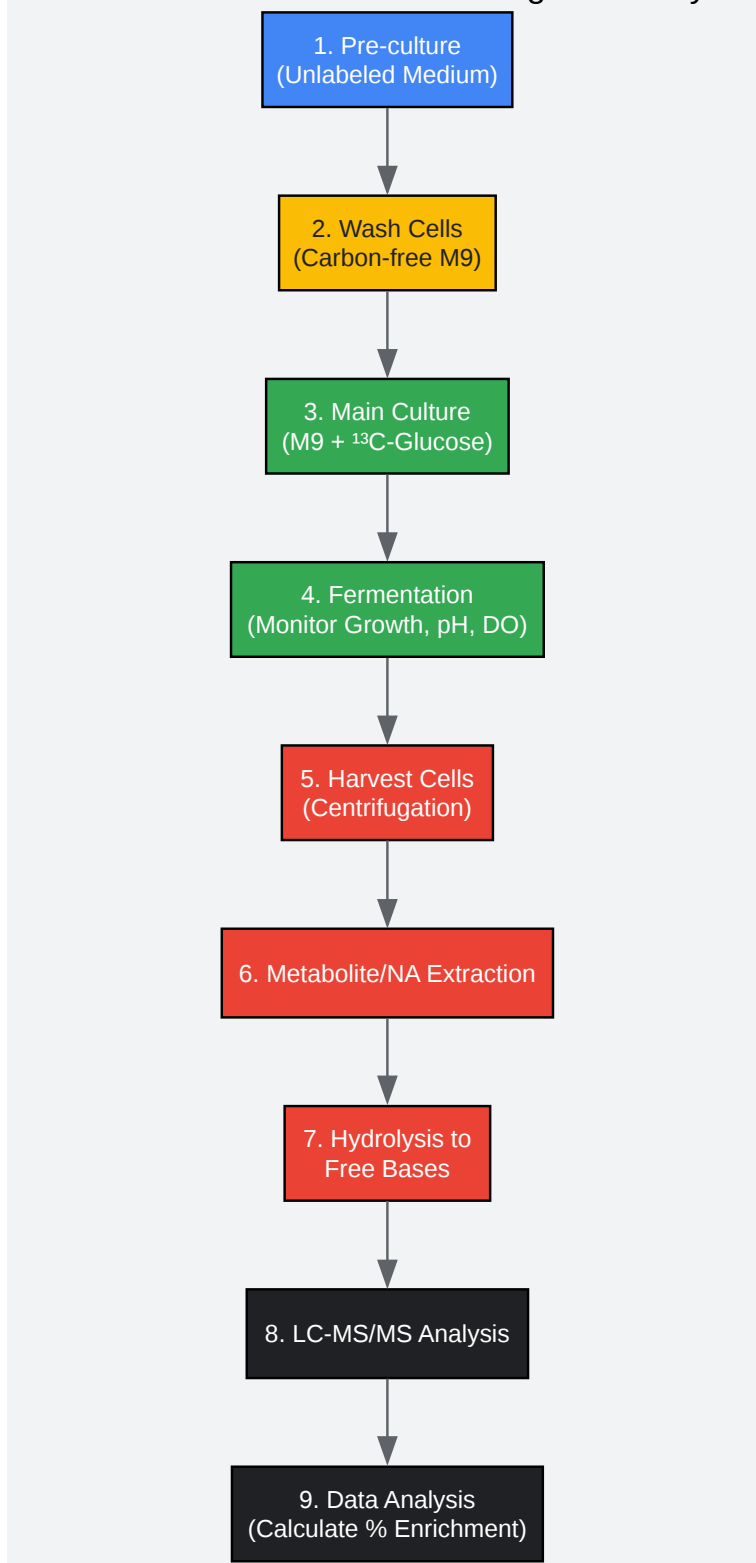 1. Pre-culture
(Unlabeled Medium)
2. Wash Cells
(Carbon-free M9)
3. Main Culture
(M9 + ¹³C-Glucose)
4. Fermentation
(Monitor Growth, pH, DO)
5. Harvest Cells
(Centrifugation)
6. Metabolite/NA Extraction
7. Hydrolysis to
Free Bases
8. LC-MS/MS Analysis
9. Data Analysis
(Calculate % Enrichment)